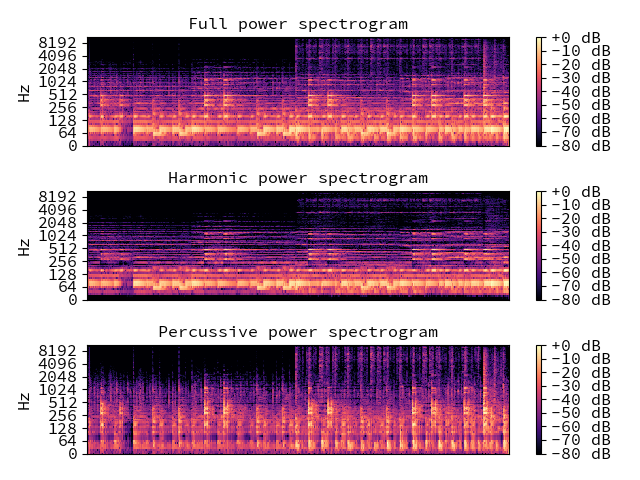 Full power spectrogram
Hz
8192
4096
2048
1024
512
256
128
64
0
+0 dB
−10 dB
−20 dB
−30 dB
−40 dB
−50 dB
−60 dB
−70 dB
−80 dB
Harmonic power spectrogram
Hz
8192
4096
2048
1024
512
256
128
64
0
+0 dB
−10 dB
−20 dB
−30 dB
−40 dB
−50 dB
−60 dB
−70 dB
−80 dB
Percussive power spectrogram
Hz
8192
4096
2048
1024
512
256
128
64
0
+0 dB
−10 dB
−20 dB
−30 dB
−40 dB
−50 dB
−60 dB
−70 dB
−80 dB